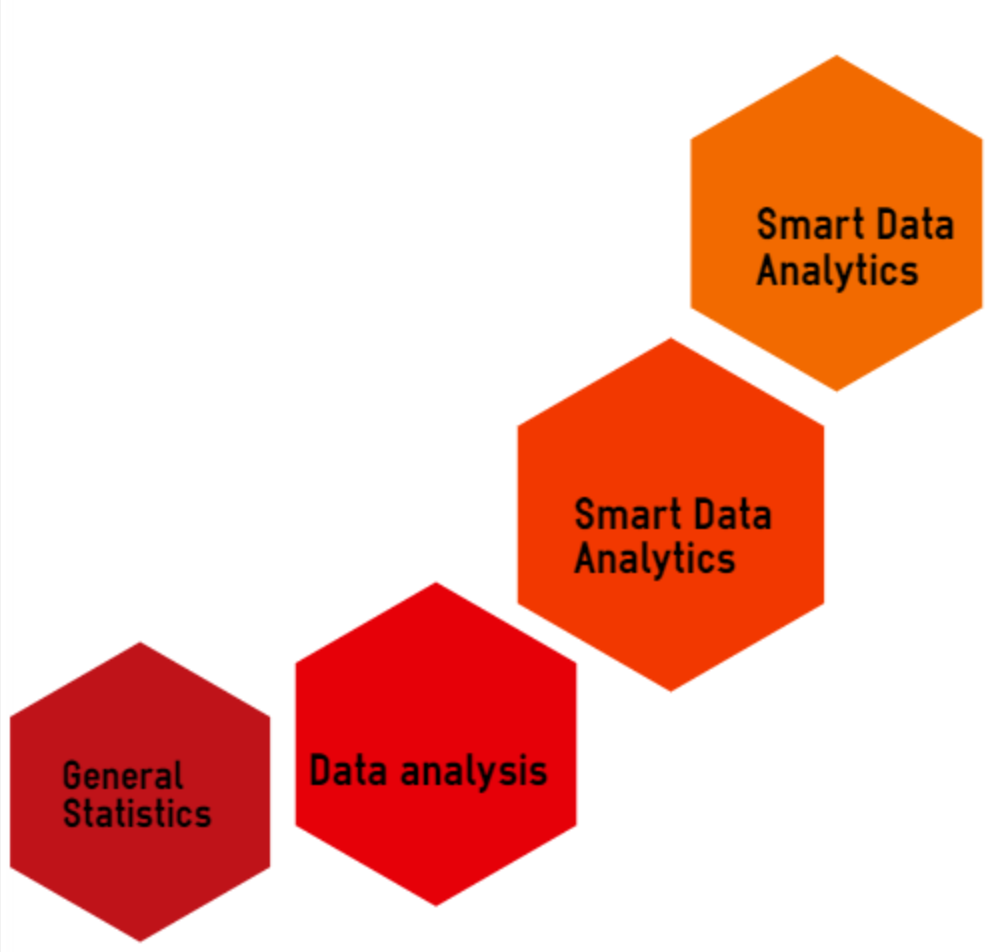 Smart Data
Analytics
Smart Data
Analytics
Data analysis
General
Statistics